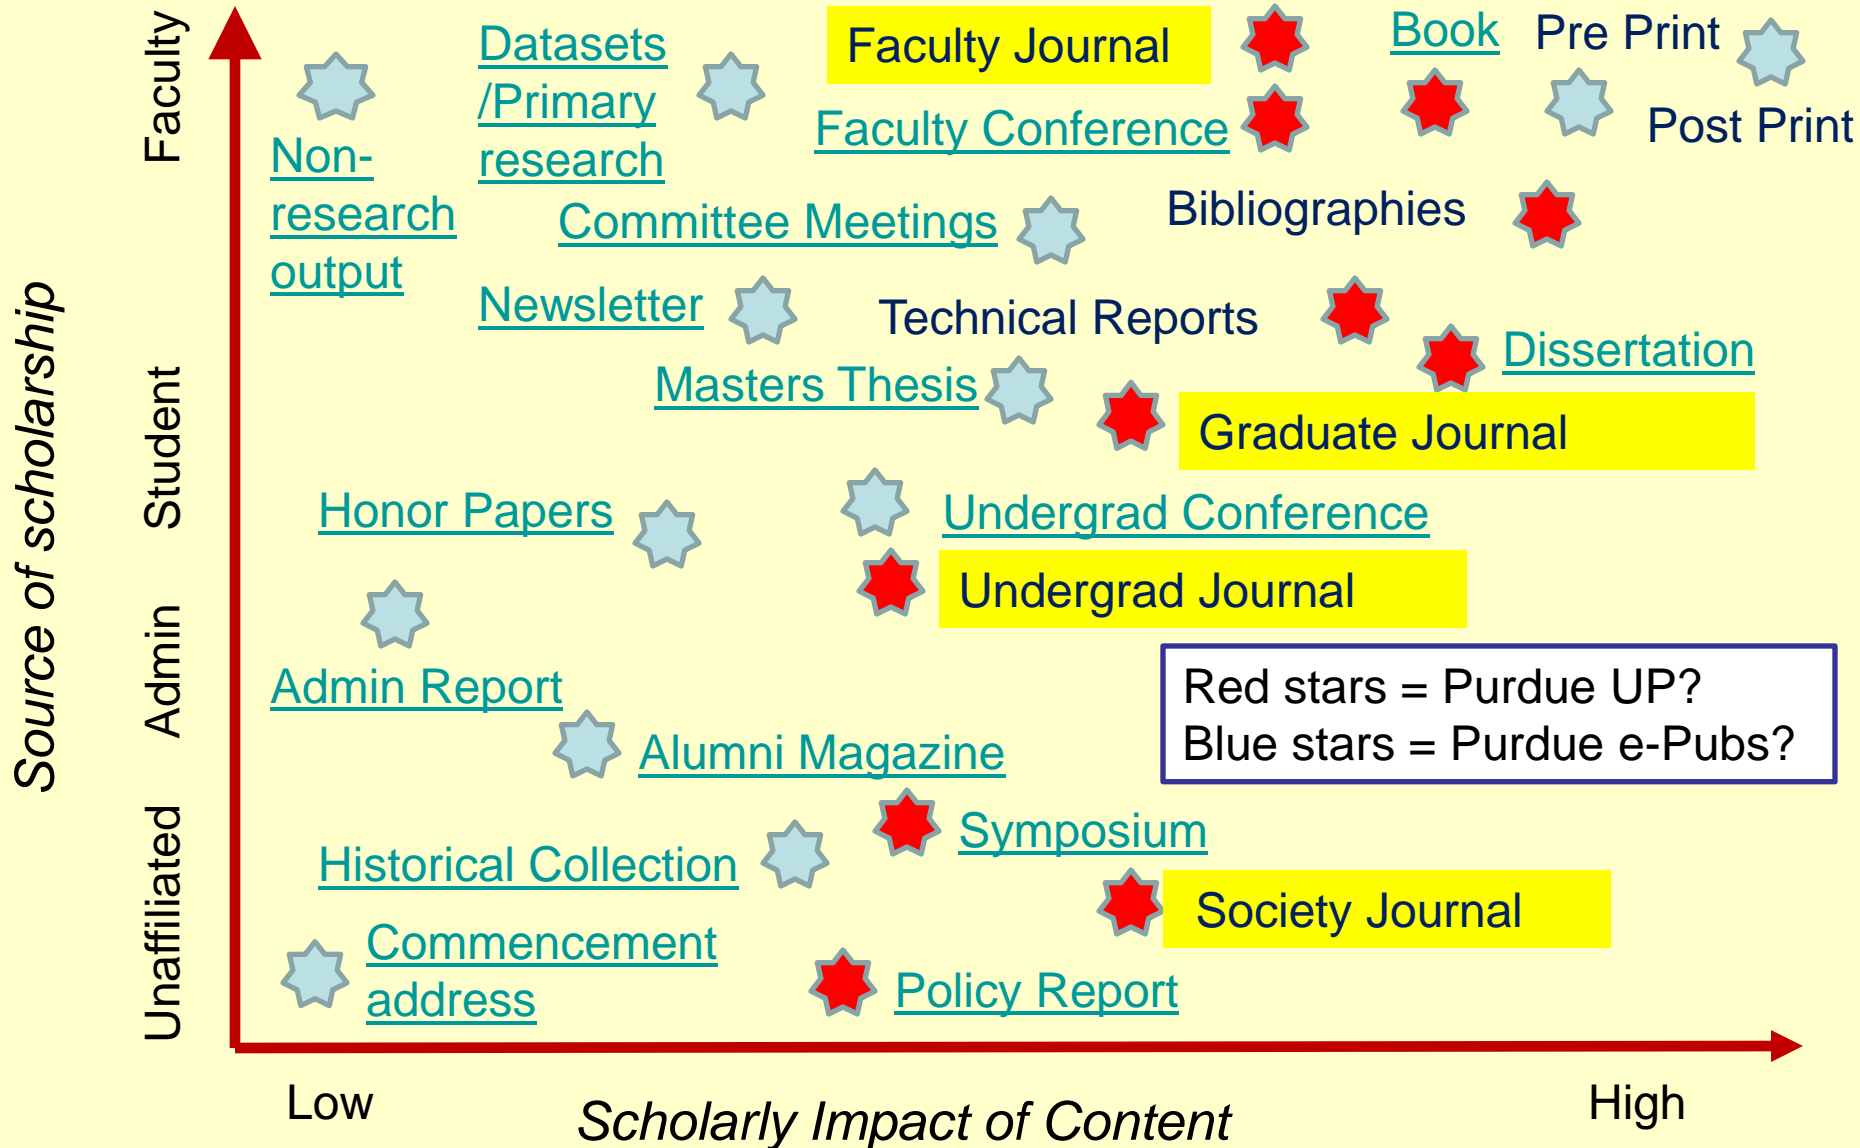 Source of scholarship
Faculty
Student
Admin
Unaffiliated
Datasets
/Primary
research
Faculty Journal
Book
Pre Print
Post Print
Faculty Conference
Non-
research
output
Committee Meetings
Bibliographies
Newsletter
Technical Reports
Dissertation
Masters Thesis
Graduate Journal
Honor Papers
Undergrad Conference
Undergrad Journal
Admin Report
Red stars = Purdue UP?
Blue stars = Purdue e-Pubs?
Alumni Magazine
Symposium
Historical Collection
Society Journal
Commencement
address
Policy Report
Low
Scholarly Impact of Content
High